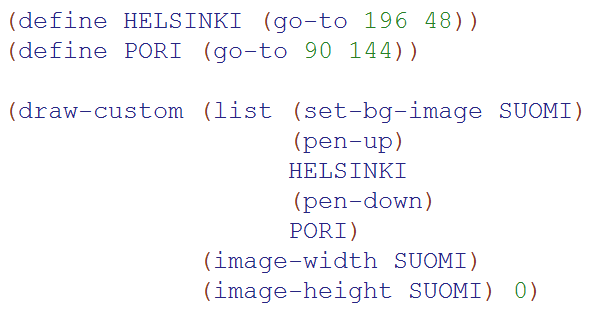 (define HELSINKI (go-to 196 48))
(define PORI (go-to 90 144))

(draw-custom (list (set-bg-image SUOMI)
                   (pen-up)
                   HELSINKI
                   (pen-down)
                   PORI)
             (image-width SUOMI)
             (image-height SUOMI) 0)